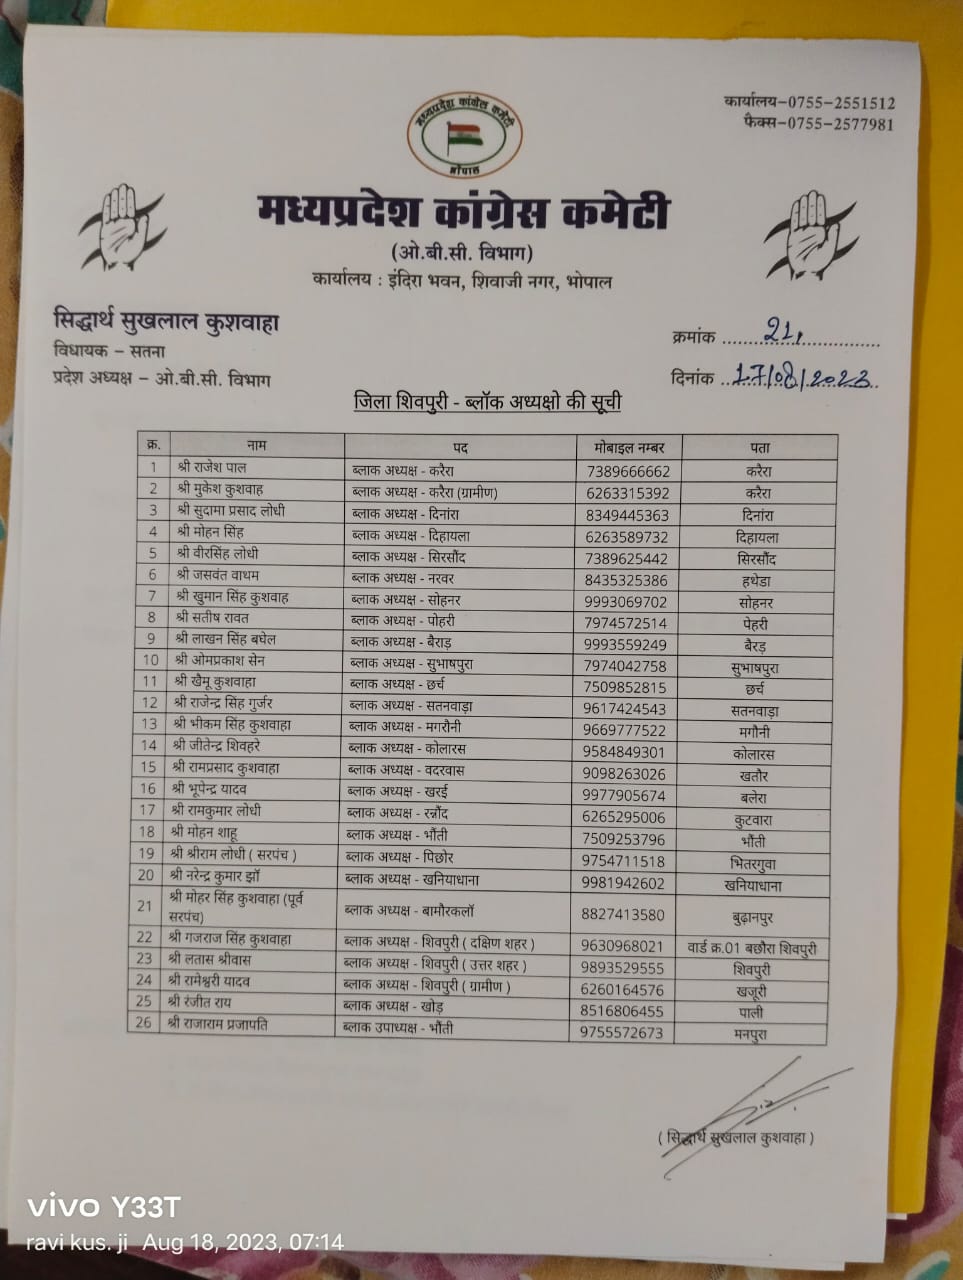 मध्यप्रदेश कांग्रेस कमेटी
भोपाल
कार्यालय-0755-2551512
फैक्स-0755-2577981
मध्यप्रदेश कांग्रेस कमेटी
(ओ.बी.सी. विभाग)
कार्यालय : इंदिरा भवन, शिवाजी नगर, भोपाल
सिद्धार्थ सुखलाल कुशवाहा
विधायक – सतना
प्रदेश अध्यक्ष – ओ.बी.सी. विभाग
क्रमांक ......21,..................
दिनांक ..17/08/2023..
जिला शिवपुरी - ब्लॉक अध्यक्षो की सूची
क्र. नाम पद मोबाइल नम्बर पता
1 श्री राजेश पाल ब्लाक अध्यक्ष - करैरा 7389666662 करैरा
2 श्री मुकेश कुशवाह ब्लाक अध्यक्ष - करैरा (ग्रामीण) 6263315392 करैरा
3 श्री सुदामा प्रसाद लोधी ब्लाक अध्यक्ष - दिनांरा 8349445363 दिनांरा
4 श्री मोहन सिंह ब्लाक अध्यक्ष - दिहायला 6263589732 दिहायला
5 श्री वीरसिंह लोधी ब्लाक अध्यक्ष - सिरसौंद 7389625442 सिरसौंद
6 श्री जसवंत वाथम ब्लाक अध्यक्ष - नरवर 8435325386 हथेडा
7 श्री खुमान सिंह कुशवाह ब्लाक अध्यक्ष - सोहनर 9993069702 सोहनर
8 श्री सतीष रावत ब्लाक अध्यक्ष - पोहरी 7974572514 पेहरी
9 श्री लाखन सिंह बघेल ब्लाक अध्यक्ष - बैराड़ 9993559249 बैरड़
10 श्री ओमप्रकाश सेन ब्लाक अध्यक्ष - सुभाषपुरा 7974042758 सुभाषपुरा
11 श्री खैमू कुशवाहा ब्लाक अध्यक्ष - छर्च 7509852815 छर्च
12 श्री राजेन्द्र सिंह गुर्जर ब्लाक अध्यक्ष - सतनवाड़ा 9617424543 सतनवाड़ा
13 श्री भीकम सिंह कुशवाहा ब्लाक अध्यक्ष - मगरौनी 9669777522 मगौनी
14 श्री जीतेन्द्र शिवहरे ब्लाक अध्यक्ष - कोलारस 9584849301 कोलारस
15 श्री रामप्रसाद कुशवाहा ब्लाक अध्यक्ष - वदरवास 9098263026 खतौर
16 श्री भूपेन्द्र यादव ब्लाक अध्यक्ष - खरई 9977905674 बलेरा
17 श्री रामकुमार लोधी ब्लाक अध्यक्ष - रन्नौंद 6265295006 कुटवारा
18 श्री मोहन शाहू ब्लाक अध्यक्ष - भौंती 7509253796 भौंती
19 श्री श्रीराम लोधी ( सरपंच ) ब्लाक अध्यक्ष - पिछोर 9754711518 भितरगुवा
20 श्री नरेन्द्र कुमार झॉ ब्लाक अध्यक्ष - खनियाधाना 9981942602 खनियाधाना
21 श्री मोहर सिंह कुशवाहा (पूर्व सरपंच) ब्लाक अध्यक्ष - बामौरकलॉ 8827413580 बुढ़ानपुर
22 श्री गजराज सिंह कुशवाहा ब्लाक अध्यक्ष - शिवपुरी ( दक्षिण शहर ) 9630968021 वार्ड क्र.01 बछौरा शिवपुरी
23 श्री लतास श्रीवास ब्लाक अध्यक्ष - शिवपुरी ( उत्तर शहर ) 9893529555 शिवपुरी
24 श्री रामेश्वरी यादव ब्लाक अध्यक्ष - शिवपुरी ( ग्रामीण ) 6260164576 खजूरी
25 श्री रंजीत राय ब्लाक अध्यक्ष - खोड़ 8516806455 पाली
26 श्री राजाराम प्रजापति ब्लाक उपाध्यक्ष - भौंती 9755572673 मनपुरा
( सिद्धार्थ सुखलाल कुशवाहा )
vivo Y33T
ravi kus. ji Aug 18, 2023, 07:14